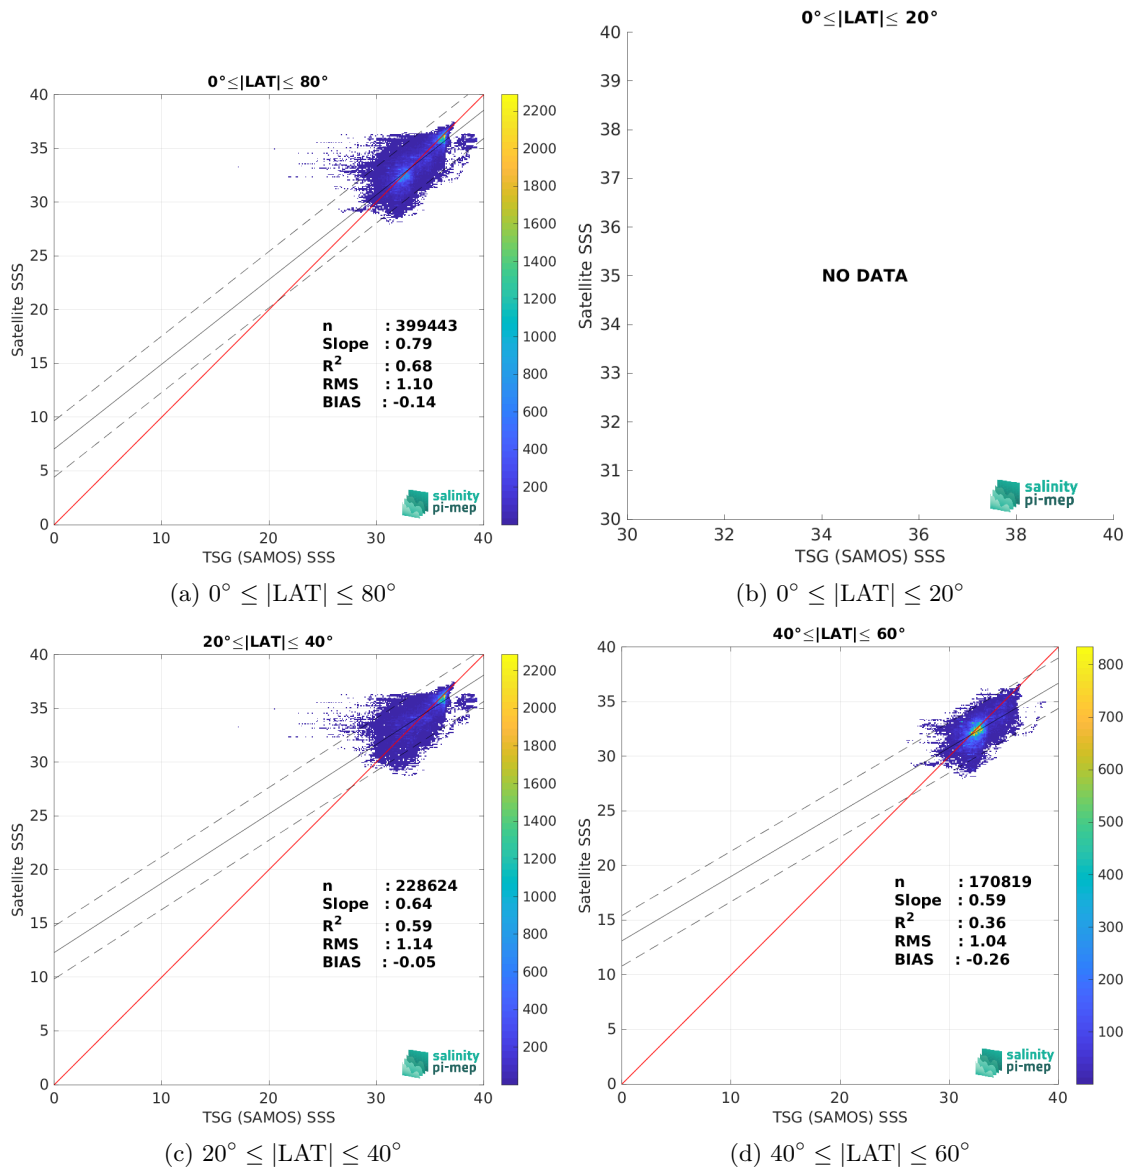 0°≤|LAT|≤ 80°
40
35
30
25
20
15
10
5
0
Satellite SSS
n : 399443
Slope : 0.79
R² : 0.68
RMS : 1.10
BIAS : -0.14
salinity
pi-mep
0 10 20 30 40
TSG (SAMOS) SSS
2200
2000
1800
1600
1400
1200
1000
800
600
400
200
(a) 0° ≤ |LAT| ≤ 80°
0°≤|LAT|≤ 20°
40
39
38
37
36
35
34
33
32
31
30
Satellite SSS
NO DATA
salinity
pi-mep
30 32 34 36 38 40
TSG (SAMOS) SSS
(b) 0° ≤ |LAT| ≤ 20°
20°≤|LAT|≤ 40°
40
35
30
25
20
15
10
5
0
Satellite SSS
n : 228624
Slope : 0.64
R² : 0.59
RMS : 1.14
BIAS : -0.05
salinity
pi-mep
0 10 20 30 40
TSG (SAMOS) SSS
2200
2000
1800
1600
1400
1200
1000
800
600
400
200
(c) 20° ≤ |LAT| ≤ 40°
40°≤|LAT|≤ 60°
40
35
30
25
20
15
10
5
0
Satellite SSS
n : 170819
Slope : 0.59
R² : 0.36
RMS : 1.04
BIAS : -0.26
salinity
pi-mep
0 10 20 30 40
TSG (SAMOS) SSS
800
700
600
500
400
300
200
100
(d) 40° ≤ |LAT| ≤ 60°